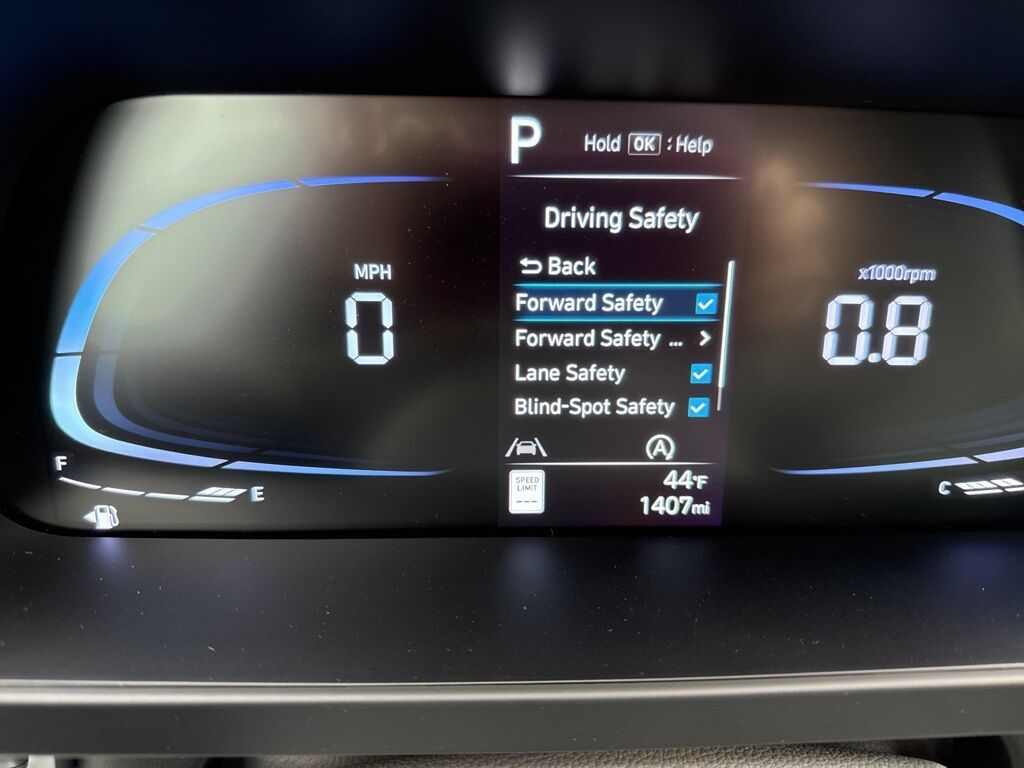 P
Hold OK : Help
Driving Safety
Back
MPH
0
Forward Safety
Forward Safety ...
Lane Safety
Blind-Spot Safety
x1000rpm
0.8
A
F
E
SPEED
LIMIT
---
44°F
1407mi
C